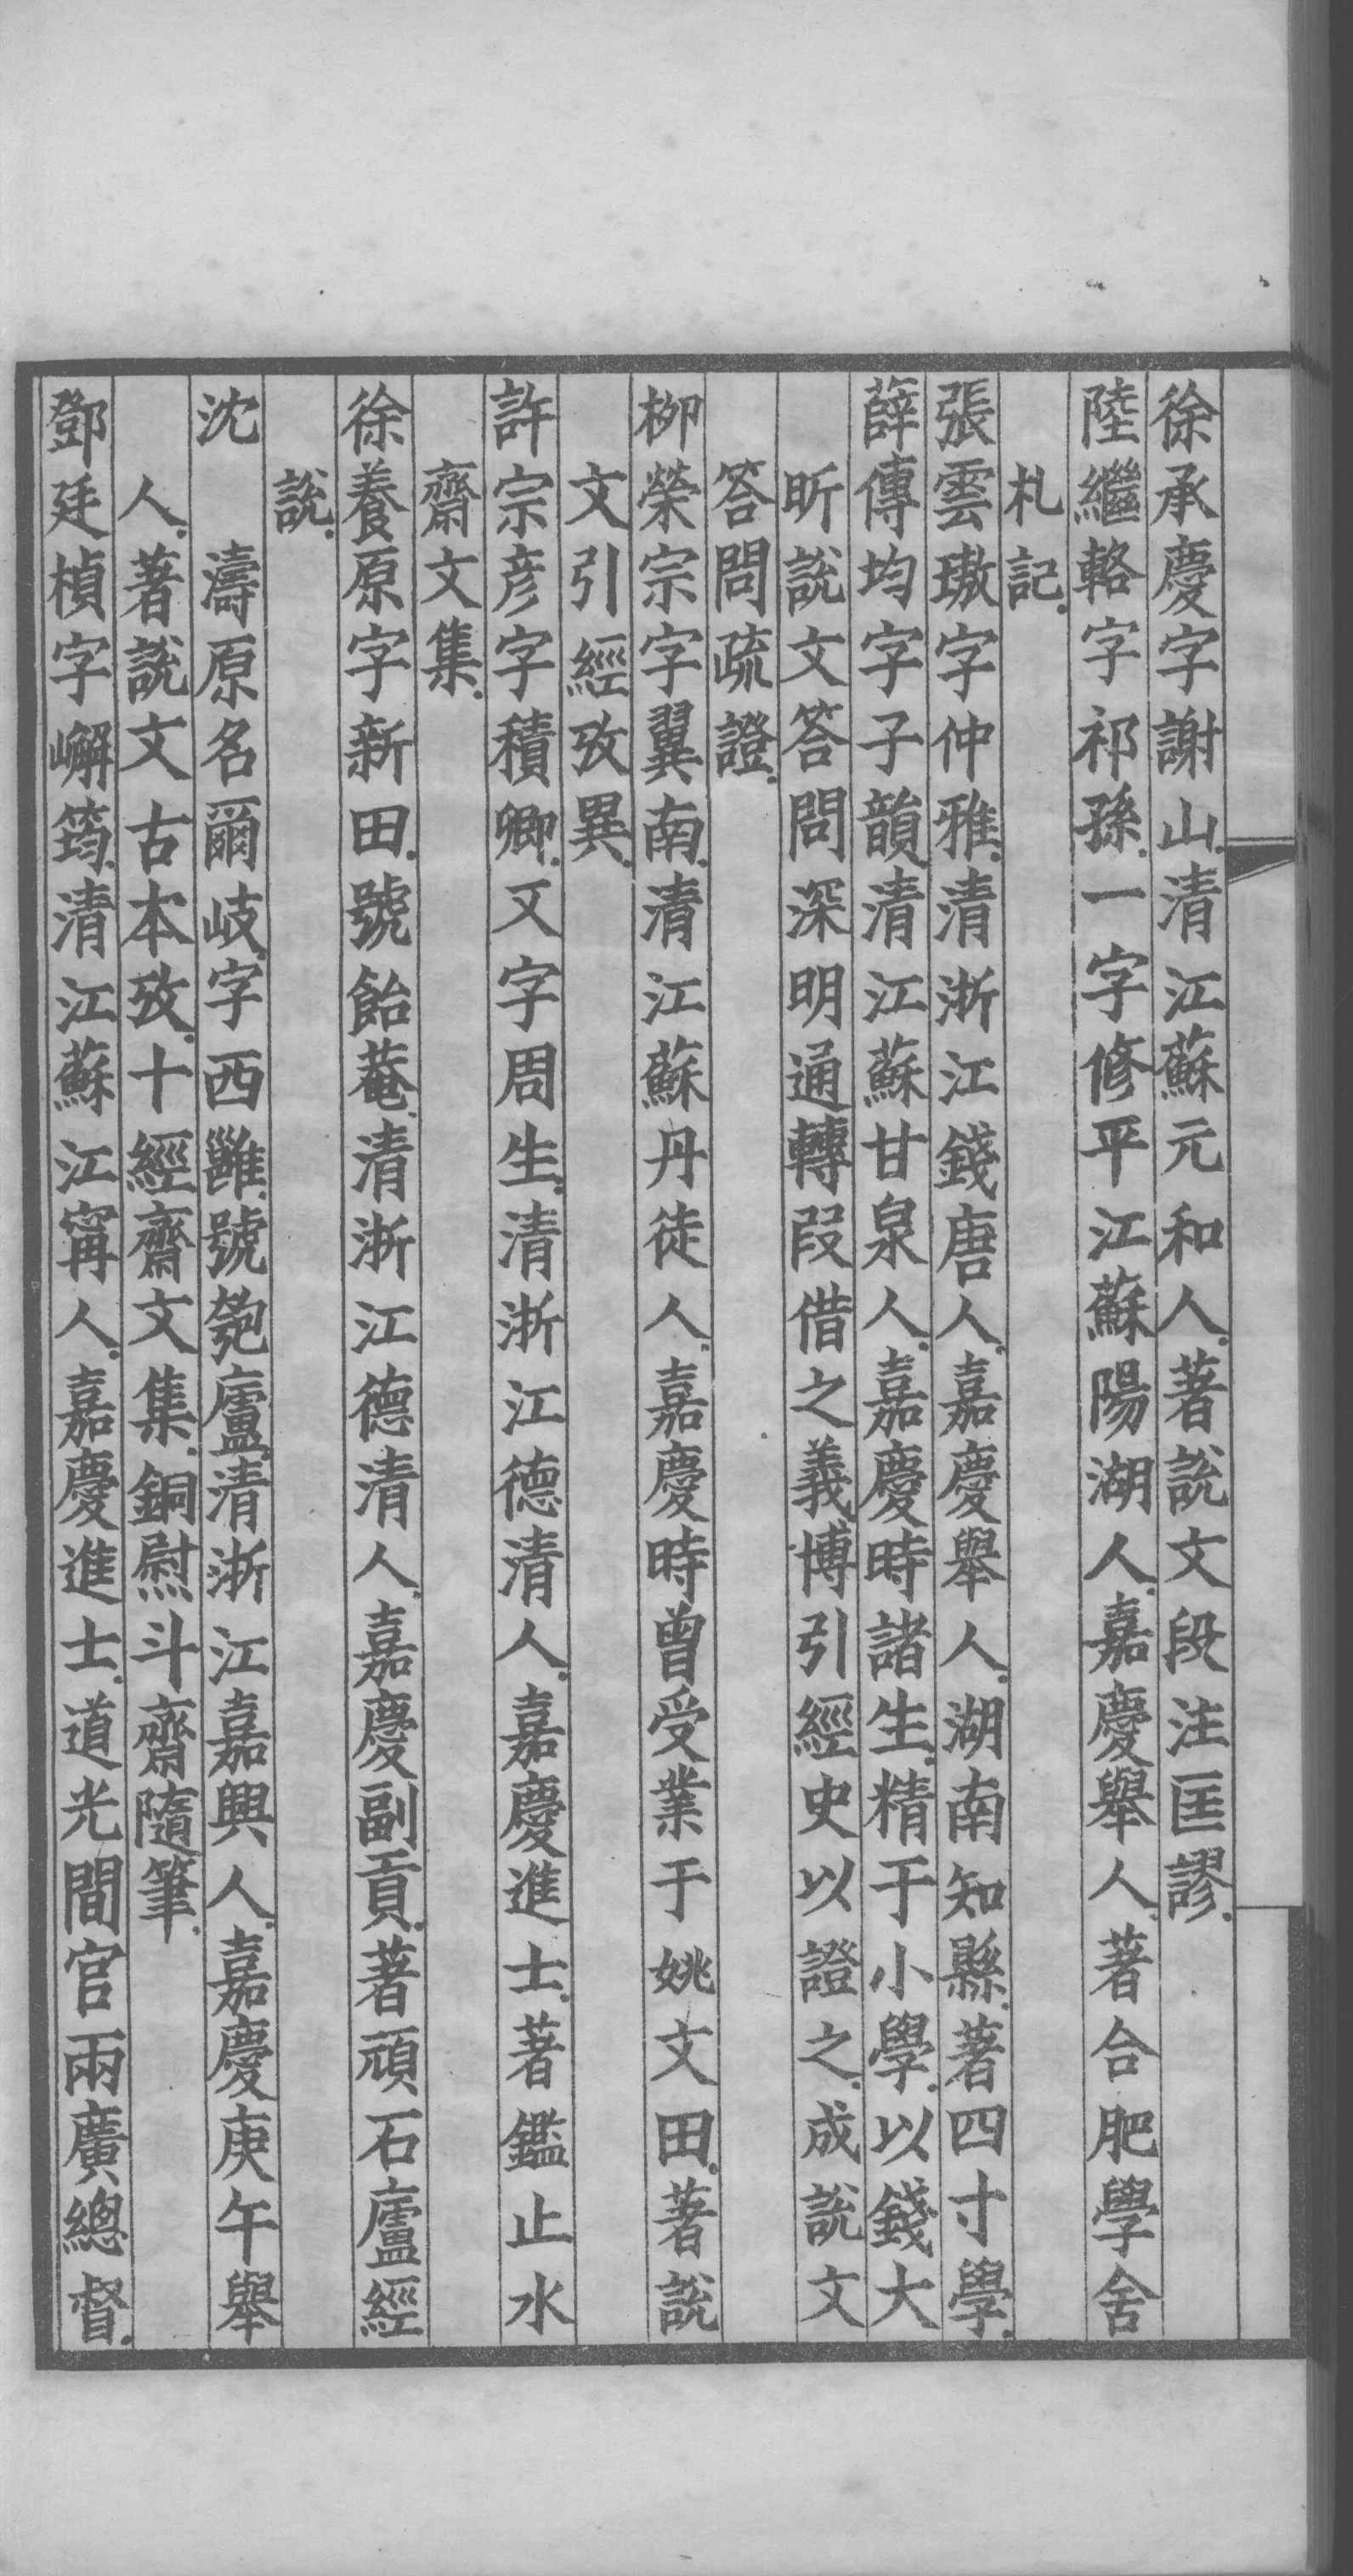 徐承慶字謝山.清江蘇元和人.著說文段注匡謬.
陸繼輅字祁孫.一字修平江蘇陽湖人.嘉慶舉人.著合肥學舍
札記.
張雲璈字仲雅.清浙江錢唐人.嘉慶舉人.湖南知縣.著四寸學.
薛傳均字子韻.清江蘇甘泉人.嘉慶時諸生.精于小學.以錢大
昕說文答問深明通轉叚借之義.博引經史以證之.成說文
答問疏證.
柳榮宗字翼南.清江蘇丹徒人.嘉慶時曾受業于姚文田.著說
文引經攷異.
許宗彦字積卿.又字周生.清浙江德清人.嘉慶進士.著鑑止水
齋文集.
徐養原字新田.號飴菴.清浙江德清人.嘉慶副貢.著頑石廬經
說.
沈 濤原名爾岐.字西雝.號匏廬.清浙江嘉興人.嘉慶庚午舉
人.著說文古本攷.十經齋文集.銅熨斗齋隨筆.
鄧廷楨字嶰筠.清江蘇江甯人.嘉慶進士.道光間官兩廣總督.